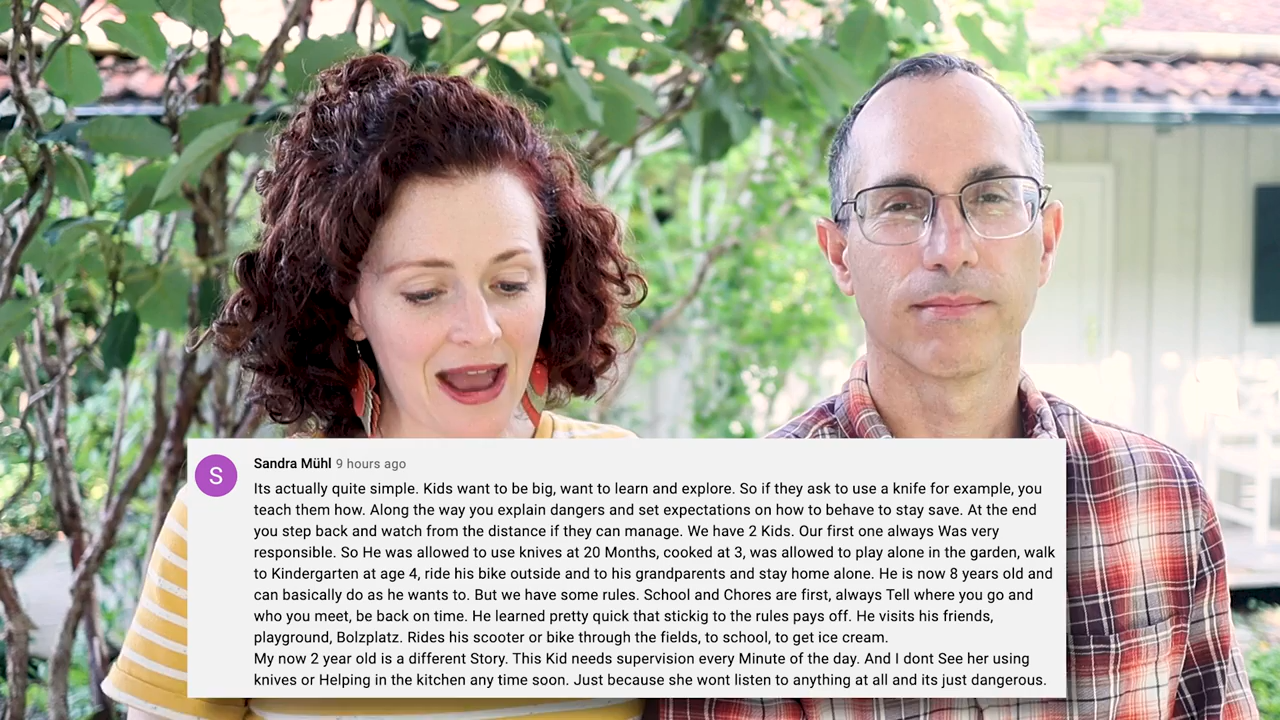 S
Sandra Mühl 9 hours ago
Its actually quite simple. Kids want to be big, want to learn and explore. So if they ask to use a knife for example, you
teach them how. Along the way you explain dangers and set expectations on how to behave to stay save. At the end
you step back and watch from the distance if they can manage. We have 2 Kids. Our first one always Was very
responsible. So He was allowed to use knives at 20 Months, cooked at 3, was allowed to play alone in the garden, walk
to Kindergarten at age 4, ride his bike outside and to his grandparents and stay home alone. He is now 8 years old and
can basically do as he wants to. But we have some rules. School and Chores are first, always Tell where you go and
who you meet, be back on time. He learned pretty quick that stickig to the rules pays off. He visits his friends,
playground, Bolzplatz. Rides his scooter or bike through the fields, to school, to get ice cream.
My now 2 year old is a different Story. This Kid needs supervision every Minute of the day. And I dont See her using
knives or Helping in the kitchen any time soon. Just because she wont listen to anything at all and its just dangerous.